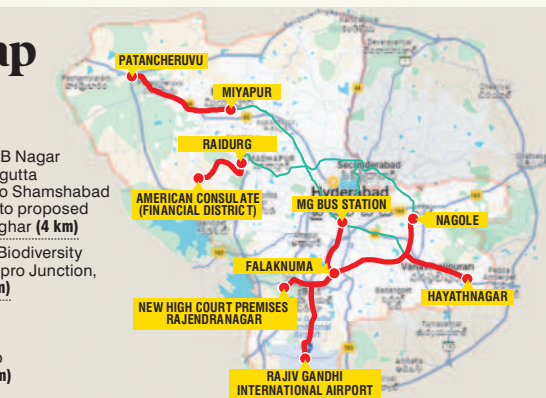 ap
B Nagar
gutta
o Shamshabad
to proposed
ghar (4 km)
Biodiversity
pro Junction,
m)
o
m)
PATANCHERUVU
MIYAPUR
RAIDURG
AMERICAN CONSULATE
(FINANCIAL DISTRICT)
Secunderabad
Hyderabad
MG BUS STATION
NAGOLE
FALAKNUMA
HAYATHNAGAR
NEW HIGH COURT PREMISES
RAJENDRANAGAR
RAJIV GANDHI
INTERNATIONAL AIRPORT